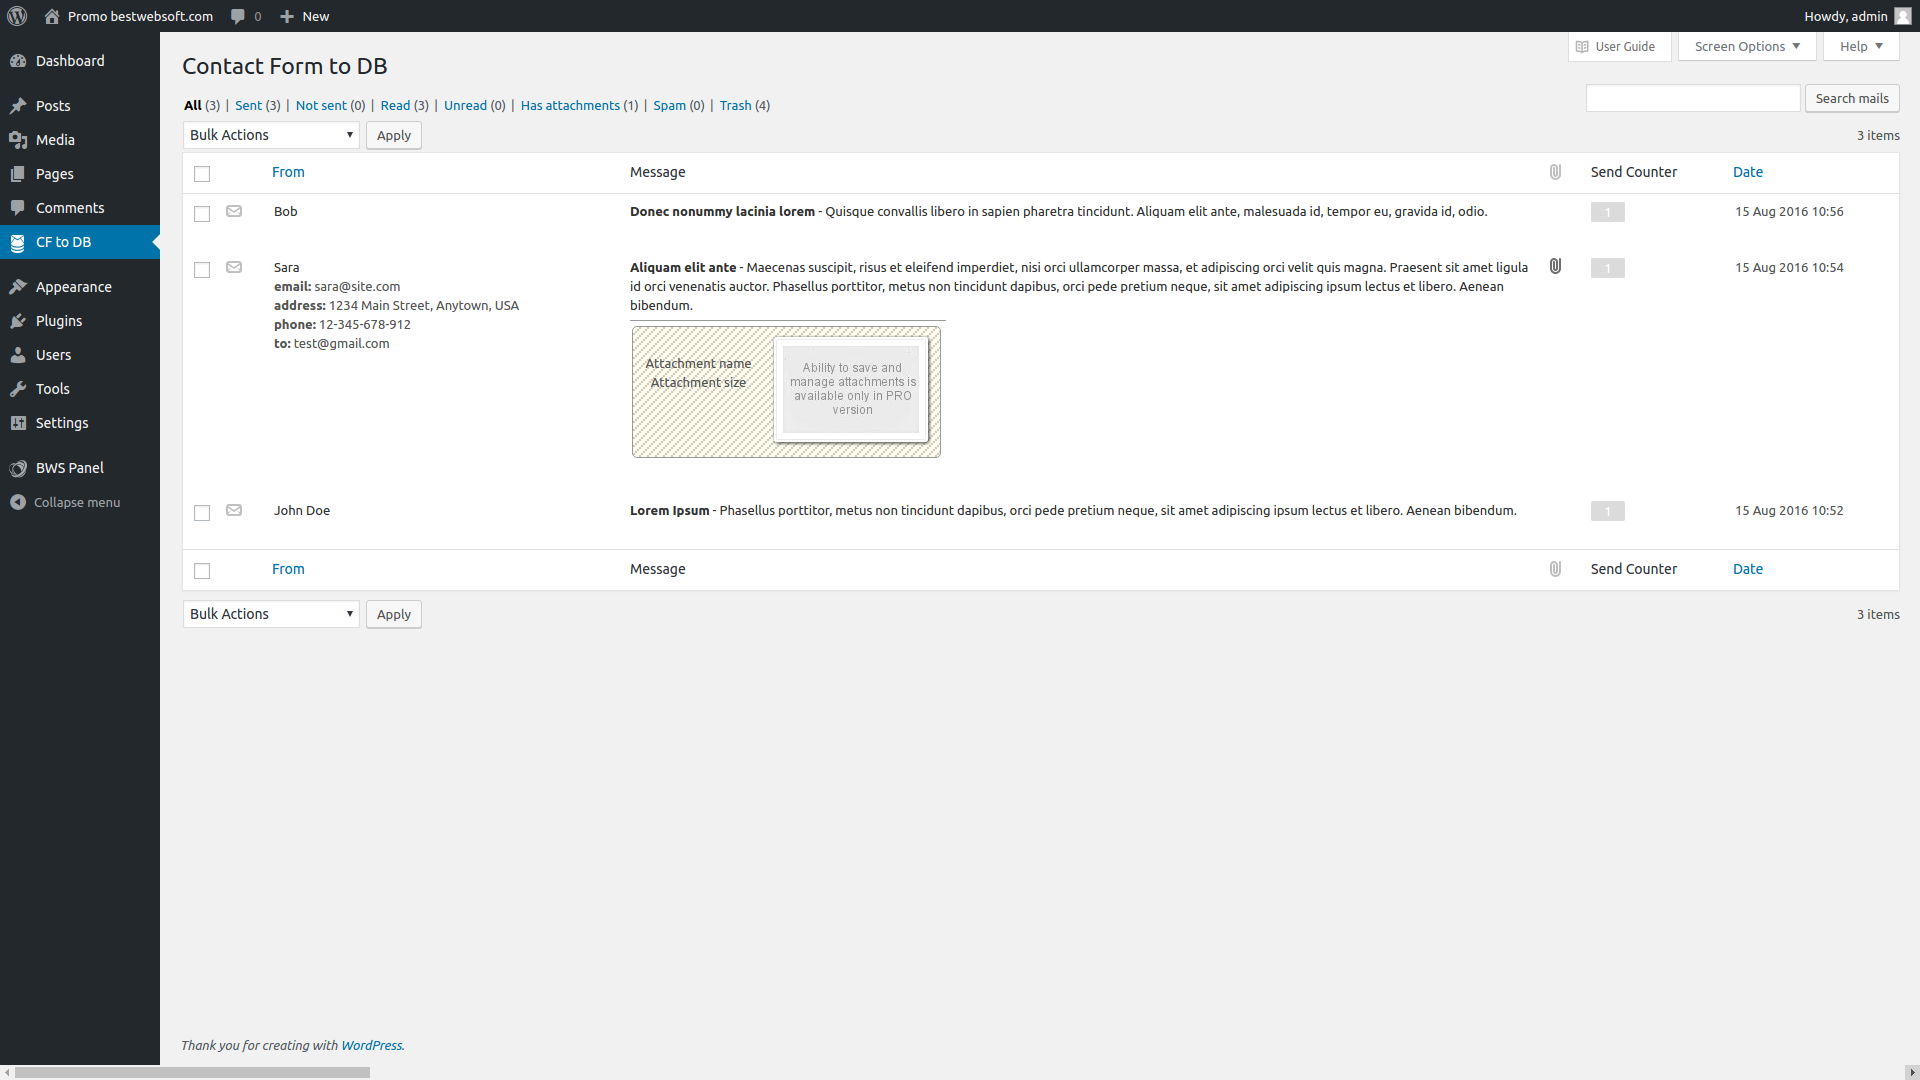 Promo bestwebsoft.com 0 New Howdy, admin
User Guide Screen Options Help
Dashboard
Posts
Media
Pages
Comments
CF to DB
Appearance
Plugins
Users
Tools
Settings
BWS Panel
Collapse menu
Contact Form to DB
All (3) | Sent (3) | Not sent (0) | Read (3) | Unread (0) | Has attachments (1) | Spam (0) | Trash (4)
Search mails
Bulk Actions Apply 3 items
From Message Send Counter Date
Bob Donec nonummy lacinia lorem - Quisque convallis libero in sapien pharetra tincidunt. Aliquam elit ante, malesuada id, tempor eu, gravida id, odio. 1 15 Aug 2016 10:56
Sara
email: sara@site.com
address: 1234 Main Street, Anytown, USA
phone: 12-345-678-912
to: test@gmail.com
Aliquam elit ante - Maecenas suscipit, risus et eleifend imperdiet, nisi orci ullamcorper massa, et adipiscing orci velit quis magna. Praesent sit amet ligula
id orci venenatis auctor. Phasellus porttitor, metus non tincidunt dapibus, orci pede pretium neque, sit amet adipiscing ipsum lectus et libero. Aenean
bibendum.
Attachment name
Attachment size
Ability to save and
manage attachments is
available only in PRO
version
1 15 Aug 2016 10:54
John Doe Lorem Ipsum - Phasellus porttitor, metus non tincidunt dapibus, orci pede pretium neque, sit amet adipiscing ipsum lectus et libero. Aenean bibendum. 1 15 Aug 2016 10:52
From Message Send Counter Date
Bulk Actions Apply 3 items
Thank you for creating with WordPress.